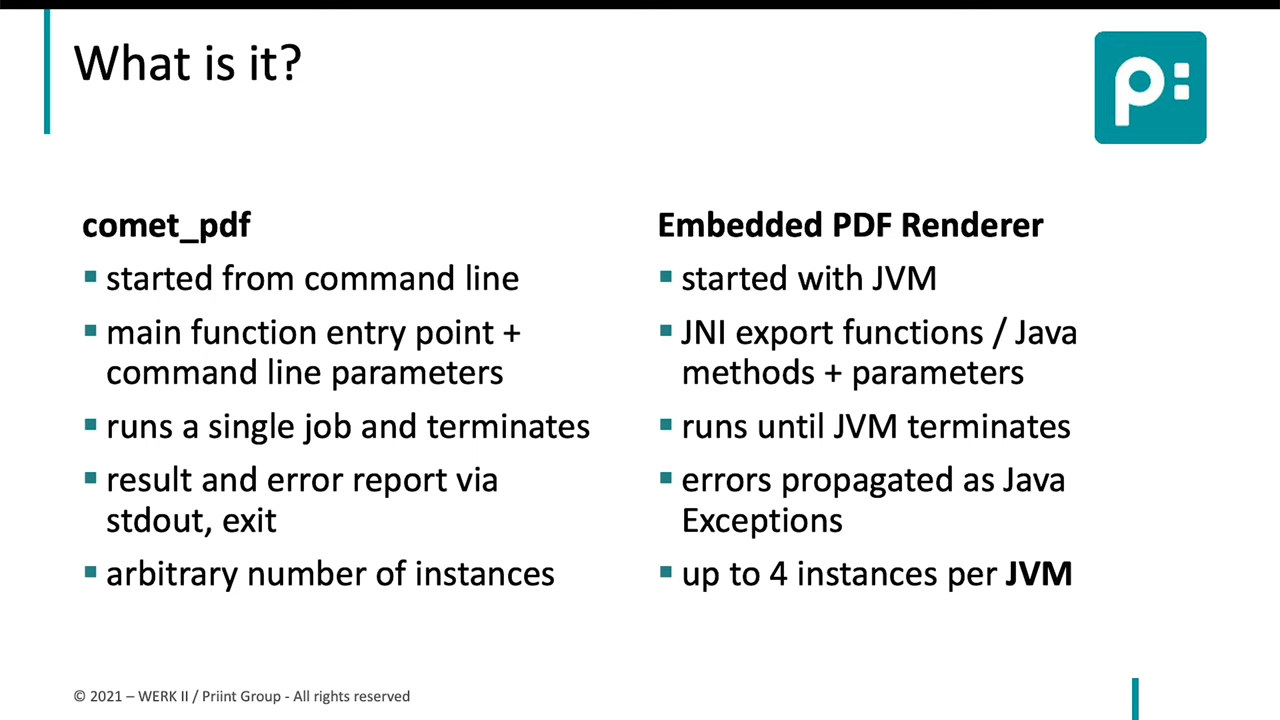 What is it?
p:
comet_pdf
▪ started from command line
▪ main function entry point +
command line parameters
▪ runs a single job and terminates
▪ result and error report via
stdout, exit
▪ arbitrary number of instances
Embedded PDF Renderer
▪ started with JVM
▪ JNI export functions / Java
methods + parameters
▪ runs until JVM terminates
▪ errors propagated as Java
Exceptions
▪ up to 4 instances per JVM
© 2021 – WERK II / Priint Group - All rights reserved